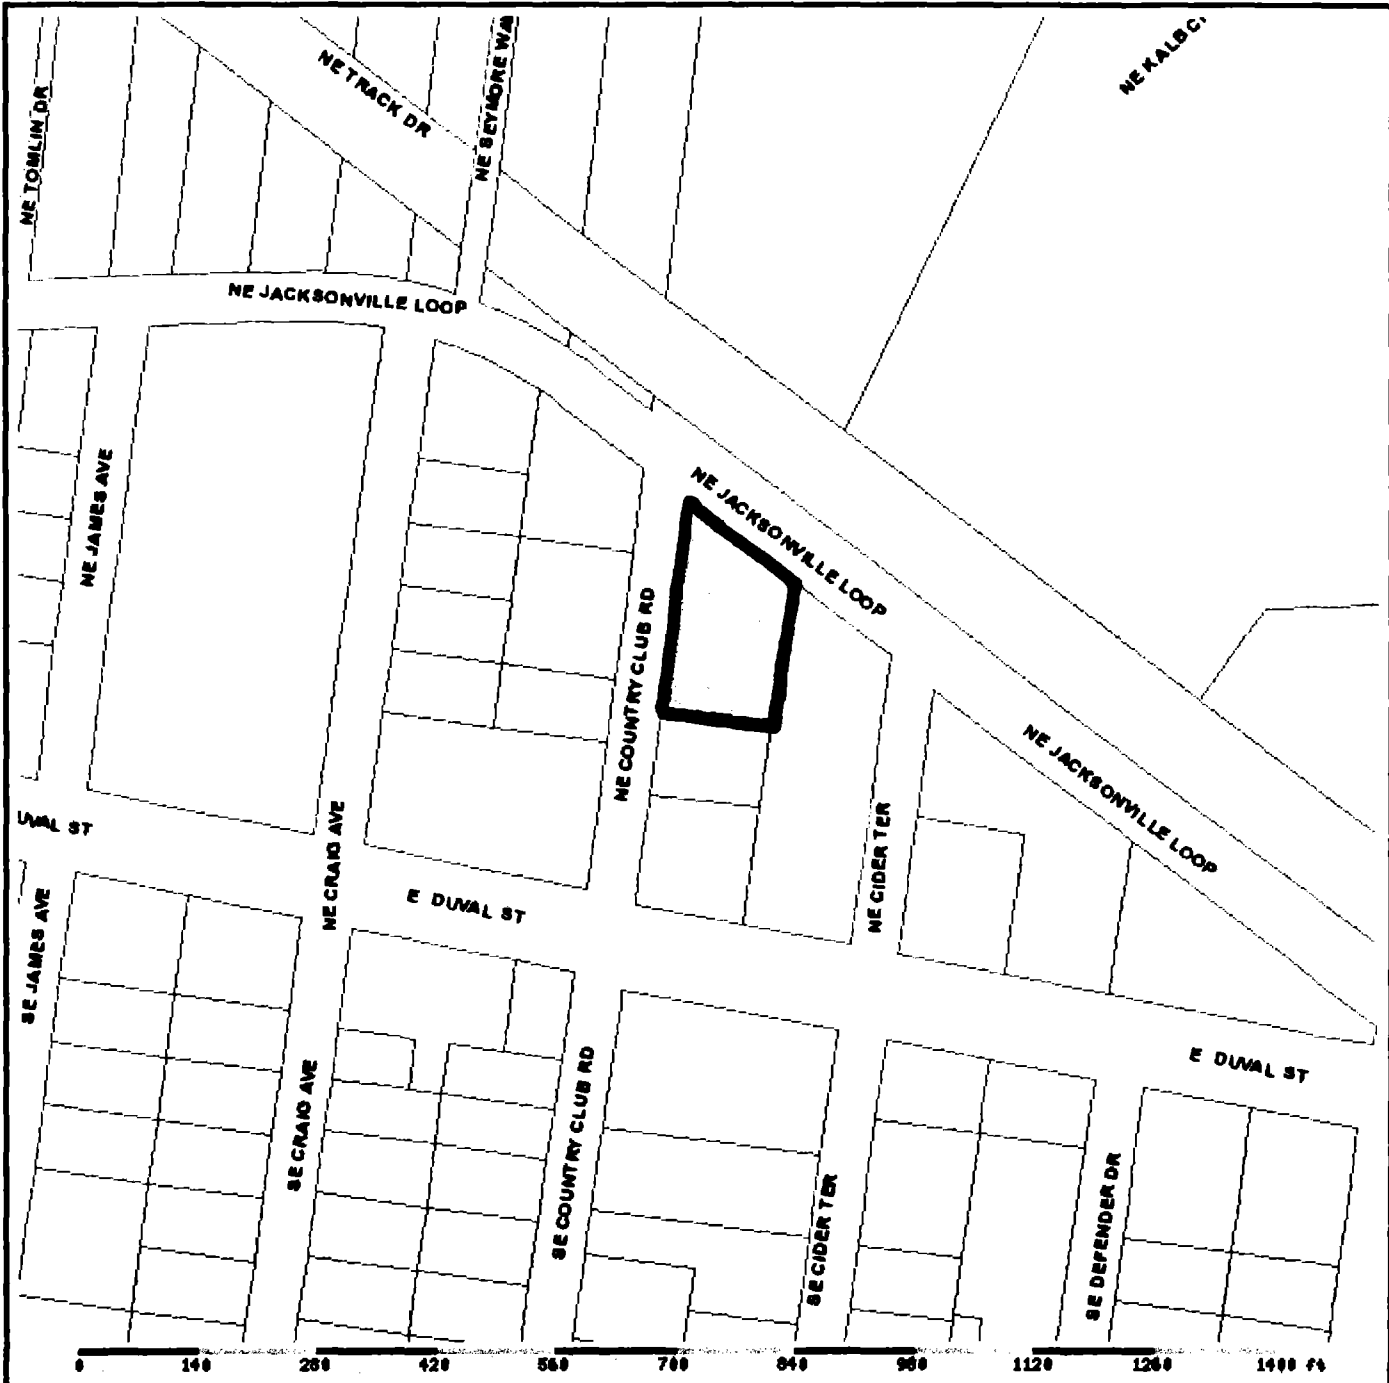 NE KALB
NE TRACK DR
NE SEYMORE WA
NE TOMLIN DR
NE JACKSONVILLE LOOP
NE JAMES AVE
NE JACKSONVILLE LOOP
NE COUNTRY CLUB RD
NE JACKSONVILLE LOOP
UVAL ST
NE CRAIG AVE
NE CIDER TER
E DUVAL ST
SE JAMES AVE
E DUVAL ST
SE CRAIG AVE
SE COUNTRY CLUB RD
SE CIDER TER
SE DEFENDER DR
0 140 280 420 560 700 840 980 1120 1260 1400 ft